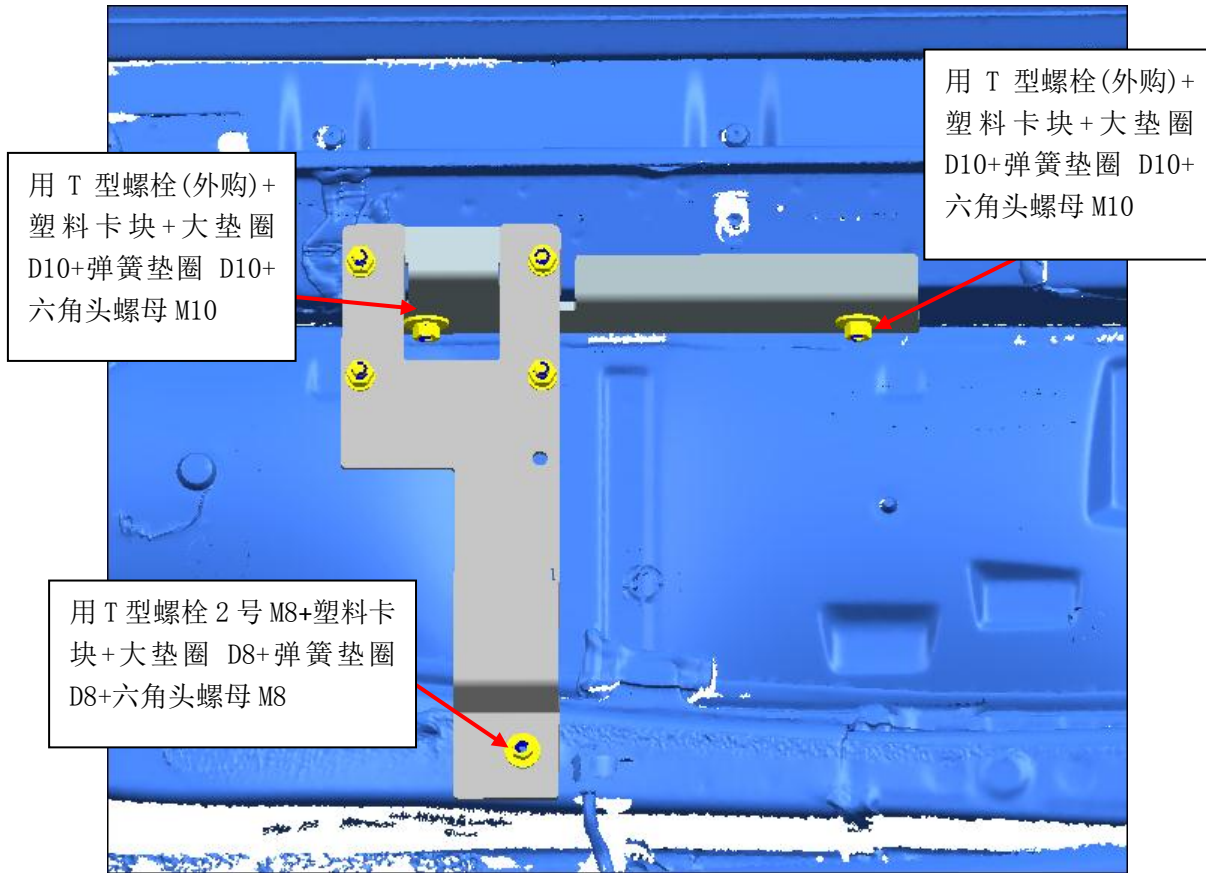 用 T 型螺栓(外购)+
塑料卡块+大垫圈
D10+弹簧垫圈 D10+
六角头螺母 M10
用 T 型螺栓(外购)+
塑料卡块+大垫圈
D10+弹簧垫圈 D10+
六角头螺母 M10
用 T 型螺栓 2 号 M8+塑料卡
块+大垫圈 D8+弹簧垫圈
D8+六角头螺母 M8